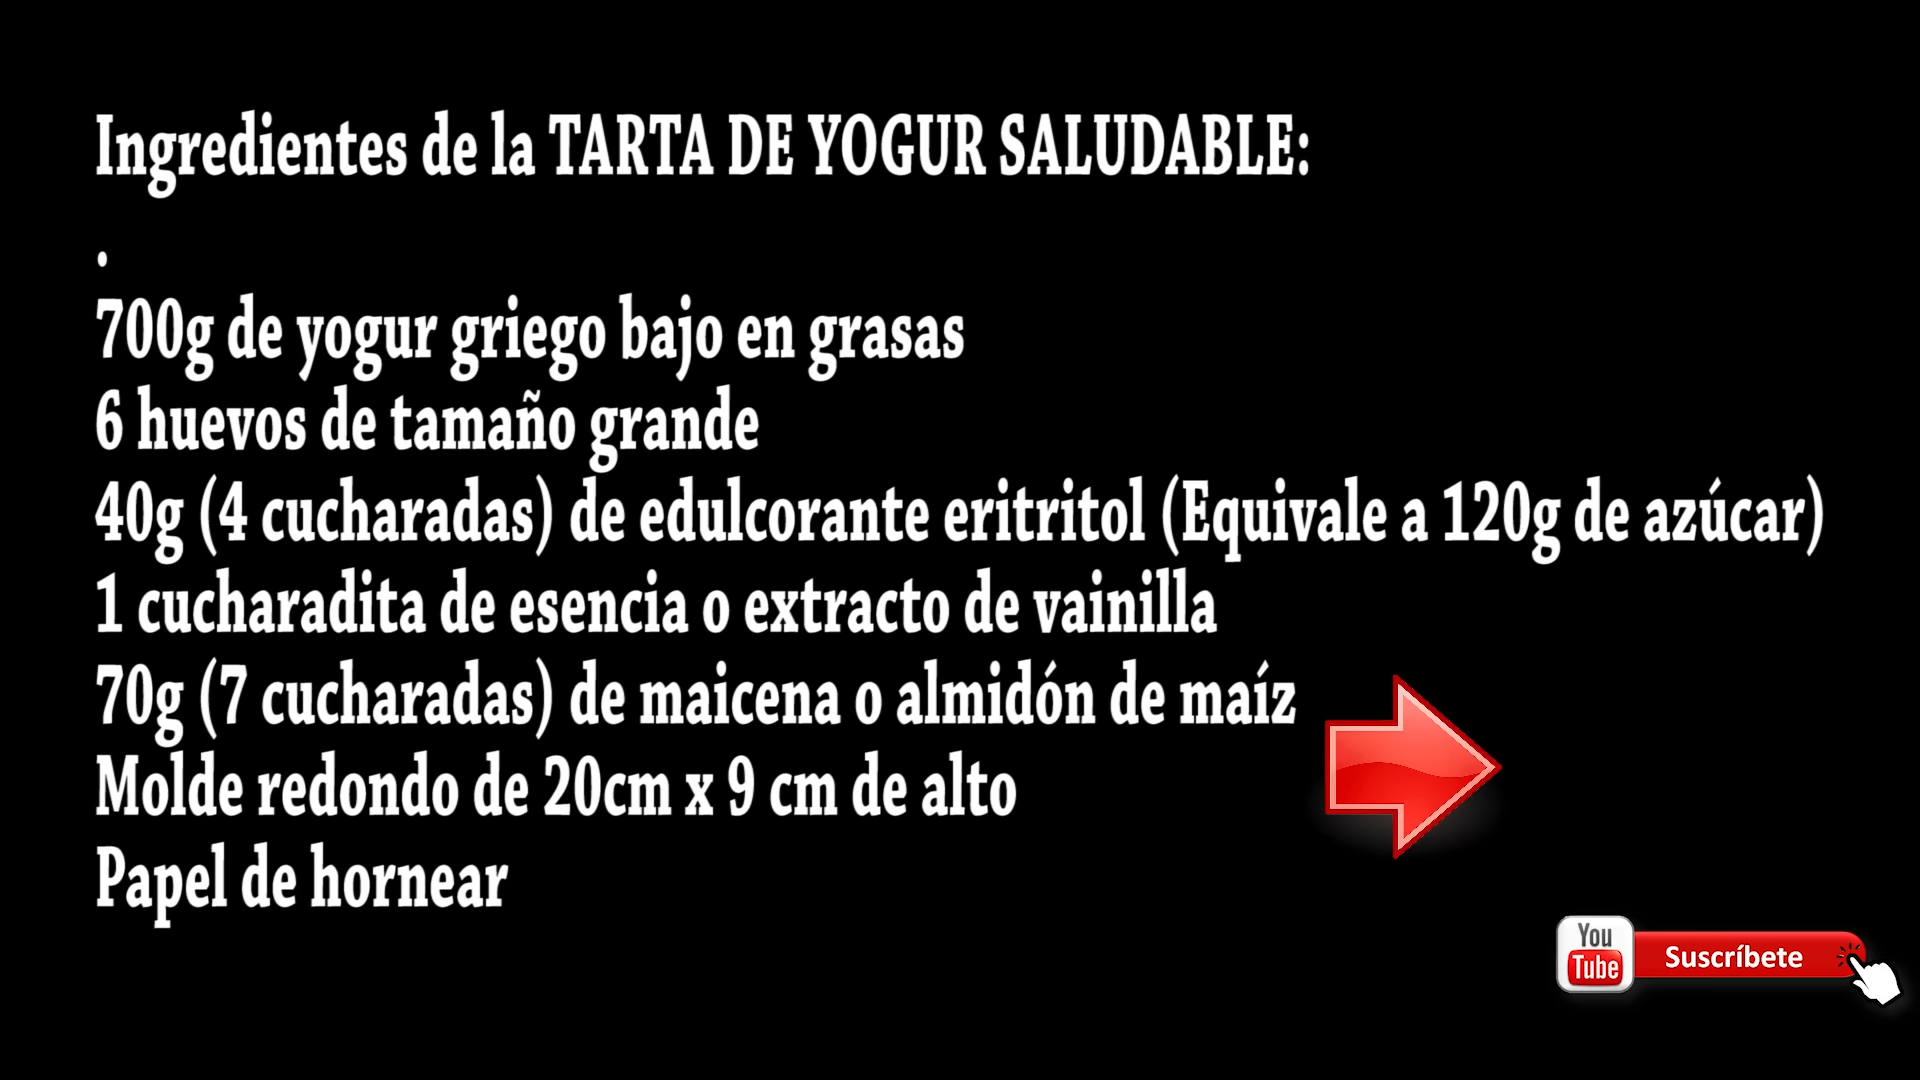 Ingredientes de la TARTA DE YOGUR SALUDABLE:
.
700g de yogur griego bajo en grasas
6 huevos de tamaño grande
40g (4 cucharadas) de edulcorante eritritol (Equivale a 120g de azúcar)
1 cucharadita de esencia o extracto de vainilla
70g (7 cucharadas) de maicena o almidón de maíz
Molde redondo de 20cm x 9 cm de alto
Papel de hornear
You
Tube
Suscríbete